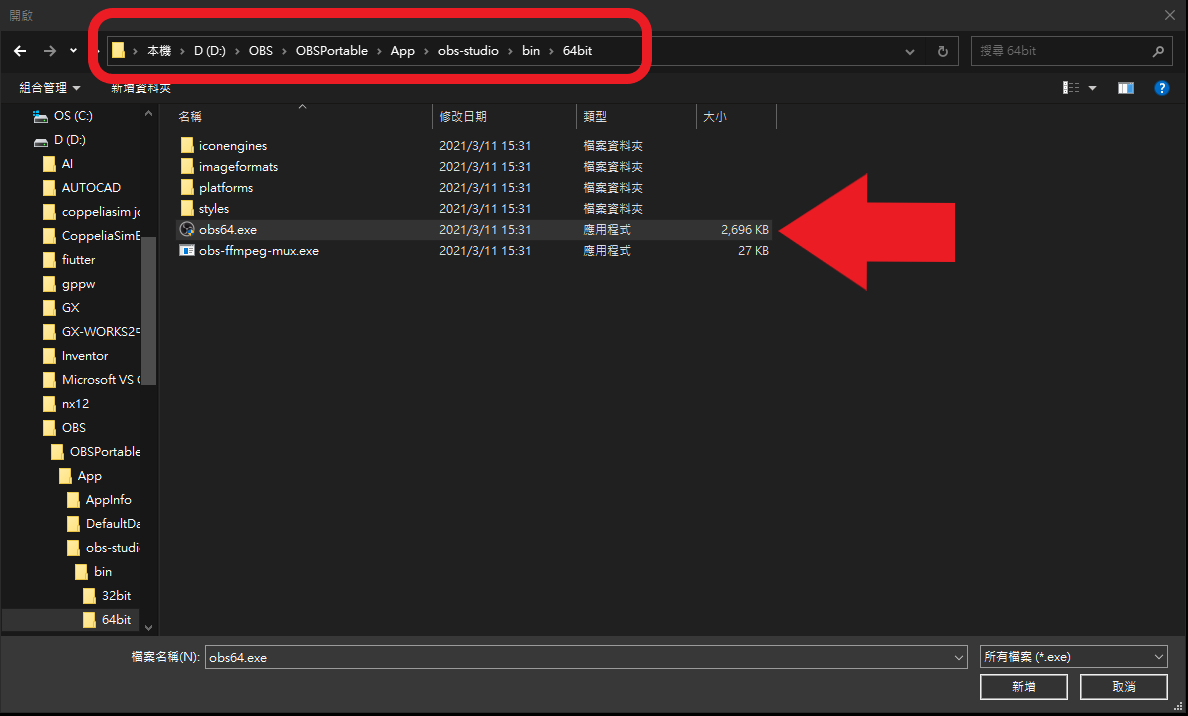 開啟
本機 > D (D:) > OBS > OBSPortable > App > obs-studio > bin > 64bit
搜尋 64bit
組合管理
新增資料夾
名稱 修改日期 類型 大小
iconengines 2021/3/11 15:31 檔案資料夾
imageformats 2021/3/11 15:31 檔案資料夾
platforms 2021/3/11 15:31 檔案資料夾
styles 2021/3/11 15:31 檔案資料夾
obs64.exe 2021/3/11 15:31 應用程式 2,696 KB
obs-ffmpeg-mux.exe 2021/3/11 15:31 應用程式 27 KB
OS (C:)
D (D:)
AI
AUTOCAD
coppeliasim
CoppeliaSimE
fiutter
gppw
GX
GX-WORKS2
Inventor
Microsoft VS
nx12
OBS
OBSPortable
App
AppInfo
DefaultDa
obs-studi
bin
32bit
64bit
檔案名稱(N): obs64.exe
所有檔案 (*.exe)
新增
取消